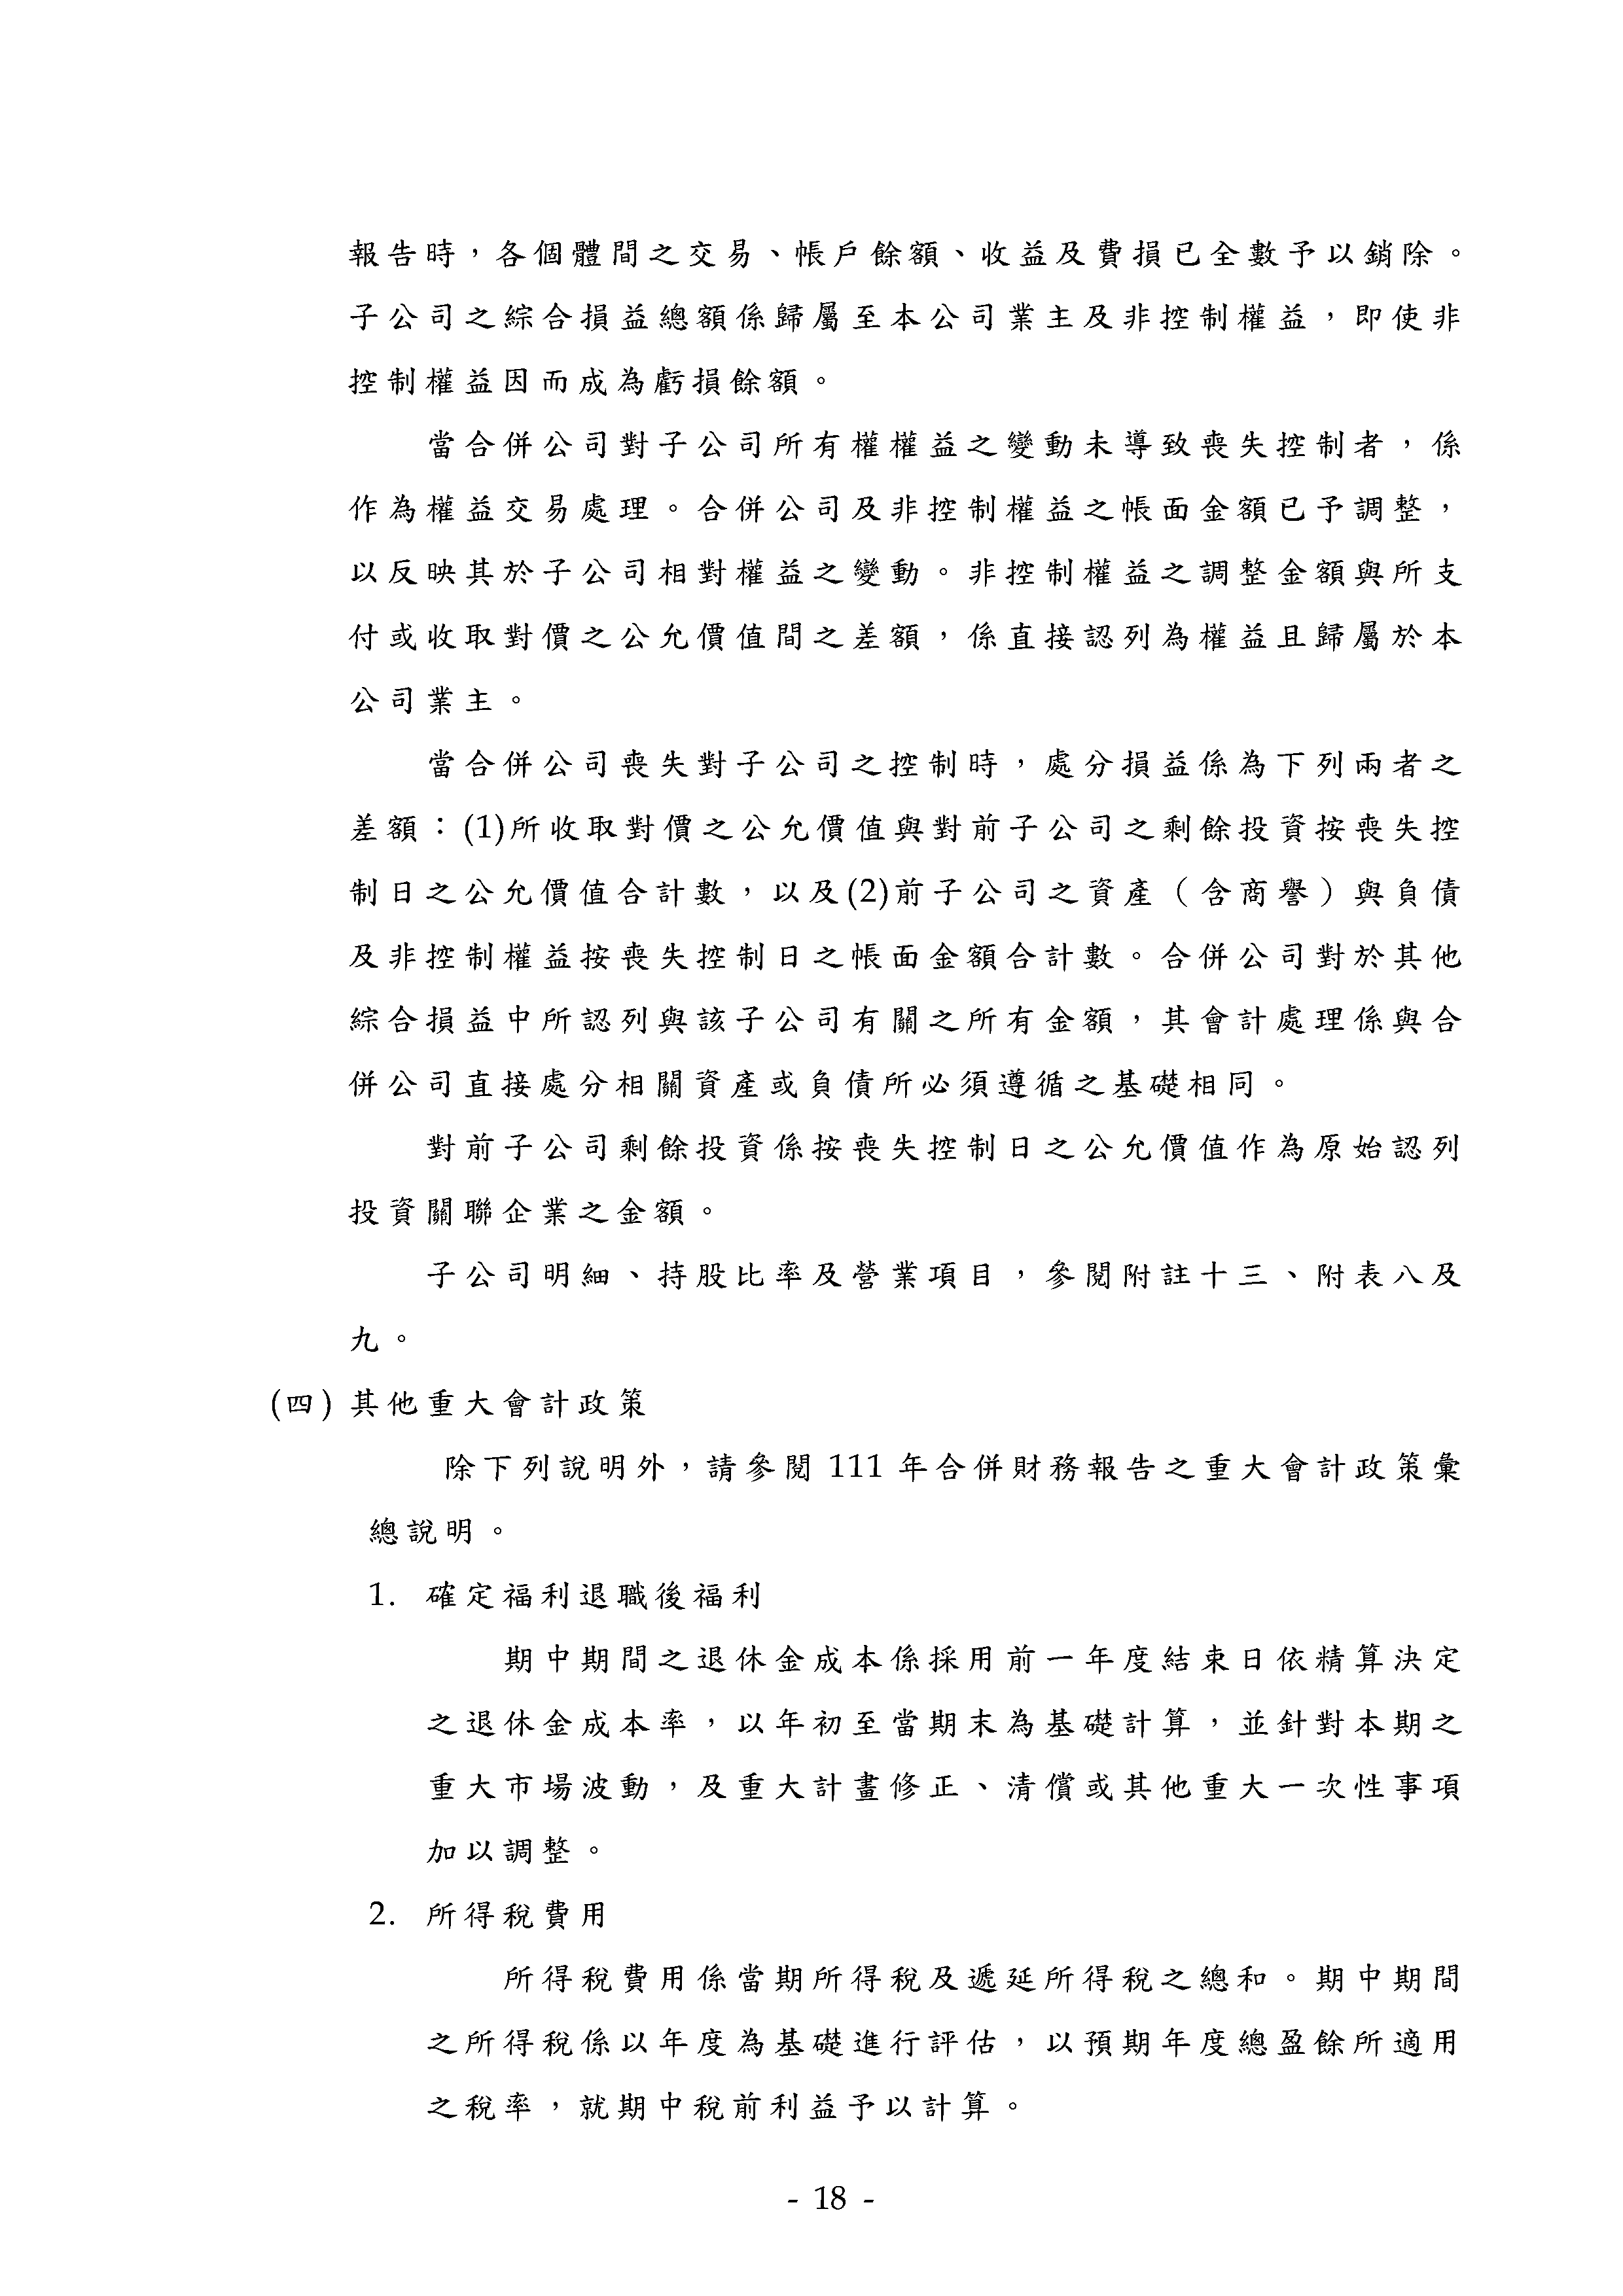 報告時，各個體間之交易、帳戶餘額、收益及費損已全數予以銷除。
子公司之綜合損益總額係歸屬至本公司業主及非控制權益，即使非
控制權益因而成為虧損餘額。
當合併公司對子公司所有權權益之變動未導致喪失控制者，係
作為權益交易處理。合併公司及非控制權益之帳面金額已予調整，
以反映其於子公司相對權益之變動。非控制權益之調整金額與所支
付或收取對價之公允價值間之差額，係直接認列為權益且歸屬於本
公司業主。
當合併公司喪失對子公司之控制時，處分損益係為下列兩者之
差額：(1)所收取對價之公允價值與對前子公司之剩餘投資按喪失控
制日之公允價值合計數，以及(2)前子公司之資產（含商譽）與負債
及非控制權益按喪失控制日之帳面金額合計數。合併公司對於其他
綜合損益中所認列與該子公司有關之所有金額，其會計處理係與合
併公司直接處分相關資產或負債所必須遵循之基礎相同。
對前子公司剩餘投資係按喪失控制日之公允價值作為原始認列
投資關聯企業之金額。
子公司明細、持股比率及營業項目，參閱附註十三、附表八及
九。
(四) 其他重大會計政策
除下列說明外，請參閱 111 年合併財務報告之重大會計政策彙
總說明。
1. 確定福利退職後福利
期中期間之退休金成本係採用前一年度結束日依精算決定
之退休金成本率，以年初至當期末為基礎計算，並針對本期之
重大市場波動，及重大計畫修正、清償或其他重大一次性事項
加以調整。
2. 所得稅費用
所得稅費用係當期所得稅及遞延所得稅之總和。期中期間
之所得稅係以年度為基礎進行評估，以預期年度總盈餘所適用
之稅率，就期中稅前利益予以計算。
- 18 -